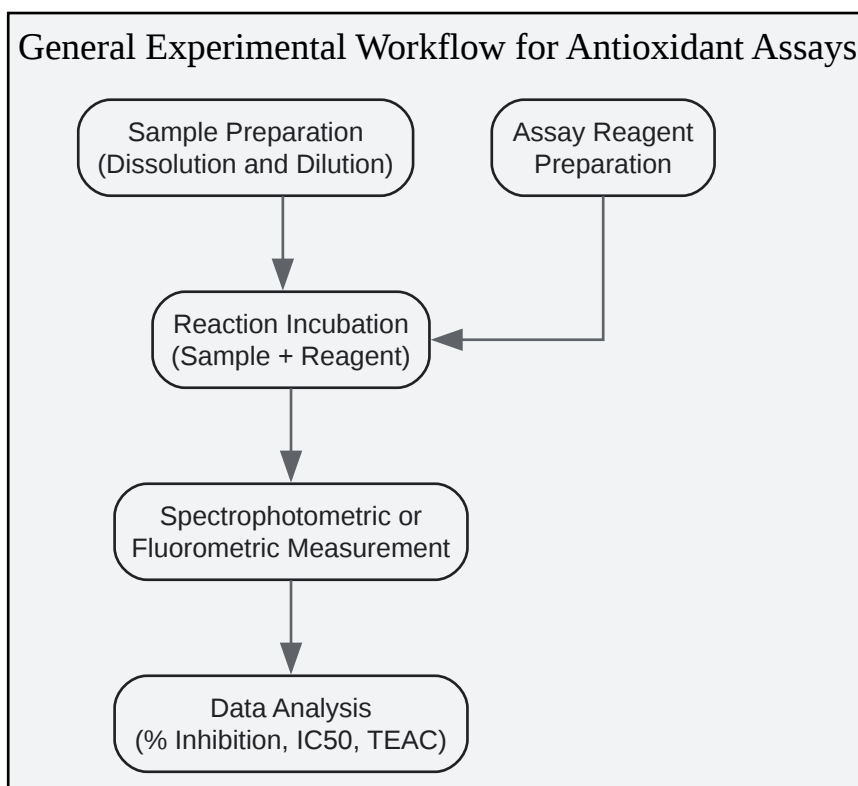 General Experimental Workflow for Antioxidant Assays
Sample Preparation
(Dissolution and Dilution)
Assay Reagent
Preparation
Reaction Incubation
(Sample + Reagent)
Spectrophotometric or
Fluorometric Measurement
Data Analysis
(% Inhibition, IC50, TEAC)